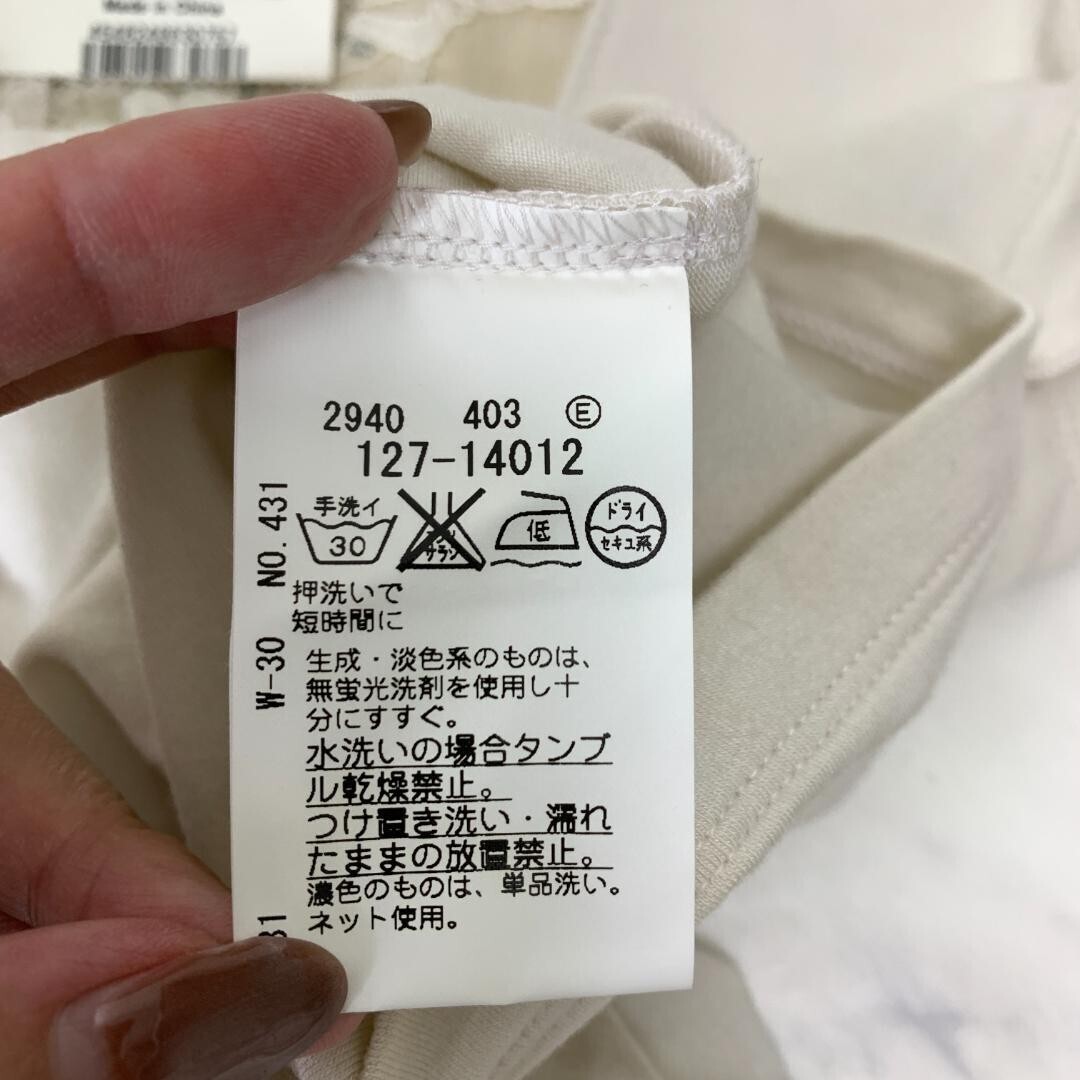 Made in China
2940 403 Ⓔ
127-14012
手洗イ
30
サラシ
低
ドライ
セキユ系
押洗いで
短時間に
生成・淡色系のものは、
無蛍光洗剤を使用し十
分にすすぐ。
水洗いの場合タンブ
ル乾燥禁止。
つけ置き洗い・濡れ
たままの放置禁止。
濃色のものは、単品洗い。
ネット使用。
W-30 NO.431